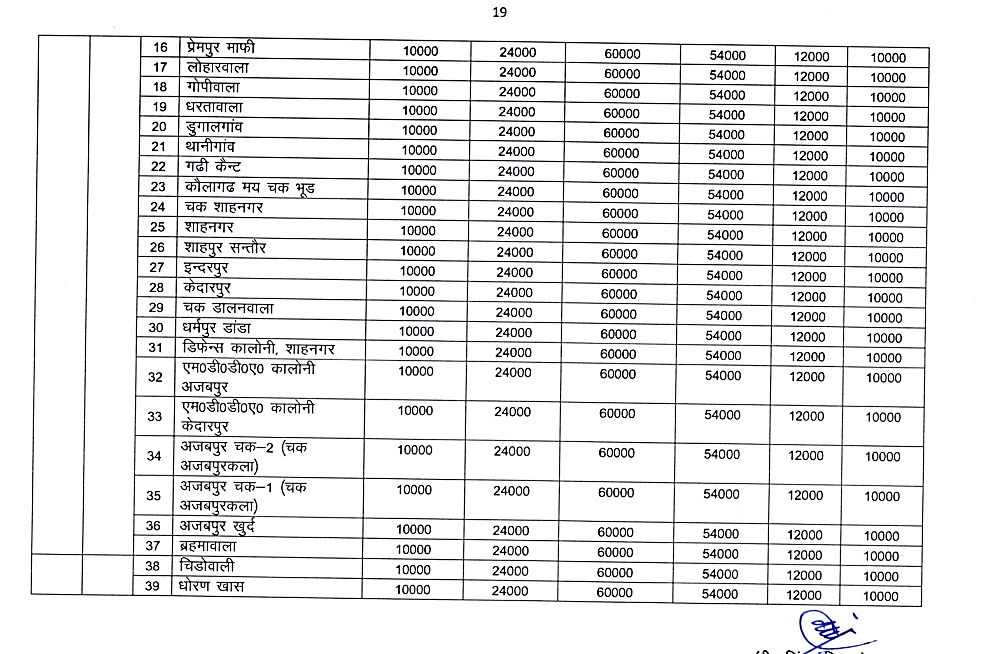 19
16 प्रेमपुर माफी 10000 24000 60000 54000 12000 10000
17 लोहारवाला 10000 24000 60000 54000 12000 10000
18 गोपीवाला 10000 24000 60000 54000 12000 10000
19 धरतावाला 10000 24000 60000 54000 12000 10000
20 डुगालगांव 10000 24000 60000 54000 12000 10000
21 थानीगांव 10000 24000 60000 54000 12000 10000
22 गढी कैन्ट 10000 24000 60000 54000 12000 10000
23 कौलागढ मय चक भूड 10000 24000 60000 54000 12000 10000
24 चक शाहनगर 10000 24000 60000 54000 12000 10000
25 शाहनगर 10000 24000 60000 54000 12000 10000
26 शाहपुर सन्तौर 10000 24000 60000 54000 12000 10000
27 इन्दरपुर 10000 24000 60000 54000 12000 10000
28 केदारपुर 10000 24000 60000 54000 12000 10000
29 चक डालनवाला 10000 24000 60000 54000 12000 10000
30 धर्मपुर डांडा 10000 24000 60000 54000 12000 10000
31 डिफेन्स कालोनी, शाहनगर 10000 24000 60000 54000 12000 10000
32 एम0डी0डी0ए0 कालोनी 10000 24000 60000 54000 12000 10000
अजबपुर
33 एम0डी0डी0ए0 कालोनी 10000 24000 60000 54000 12000 10000
केदारपुर
34 अजबपुर चक–2 (चक 10000 24000 60000 54000 12000 10000
अजबपुरकला)
35 अजबपुर चक–1 (चक 10000 24000 60000 54000 12000 10000
अजबपुरकला)
36 अजबपुर खुर्द 10000 24000 60000 54000 12000 10000
37 ब्रहमावाला 10000 24000 60000 54000 12000 10000
38 चिडोवाली 10000 24000 60000 54000 12000 10000
39 धोरण खास 10000 24000 60000 54000 12000 10000